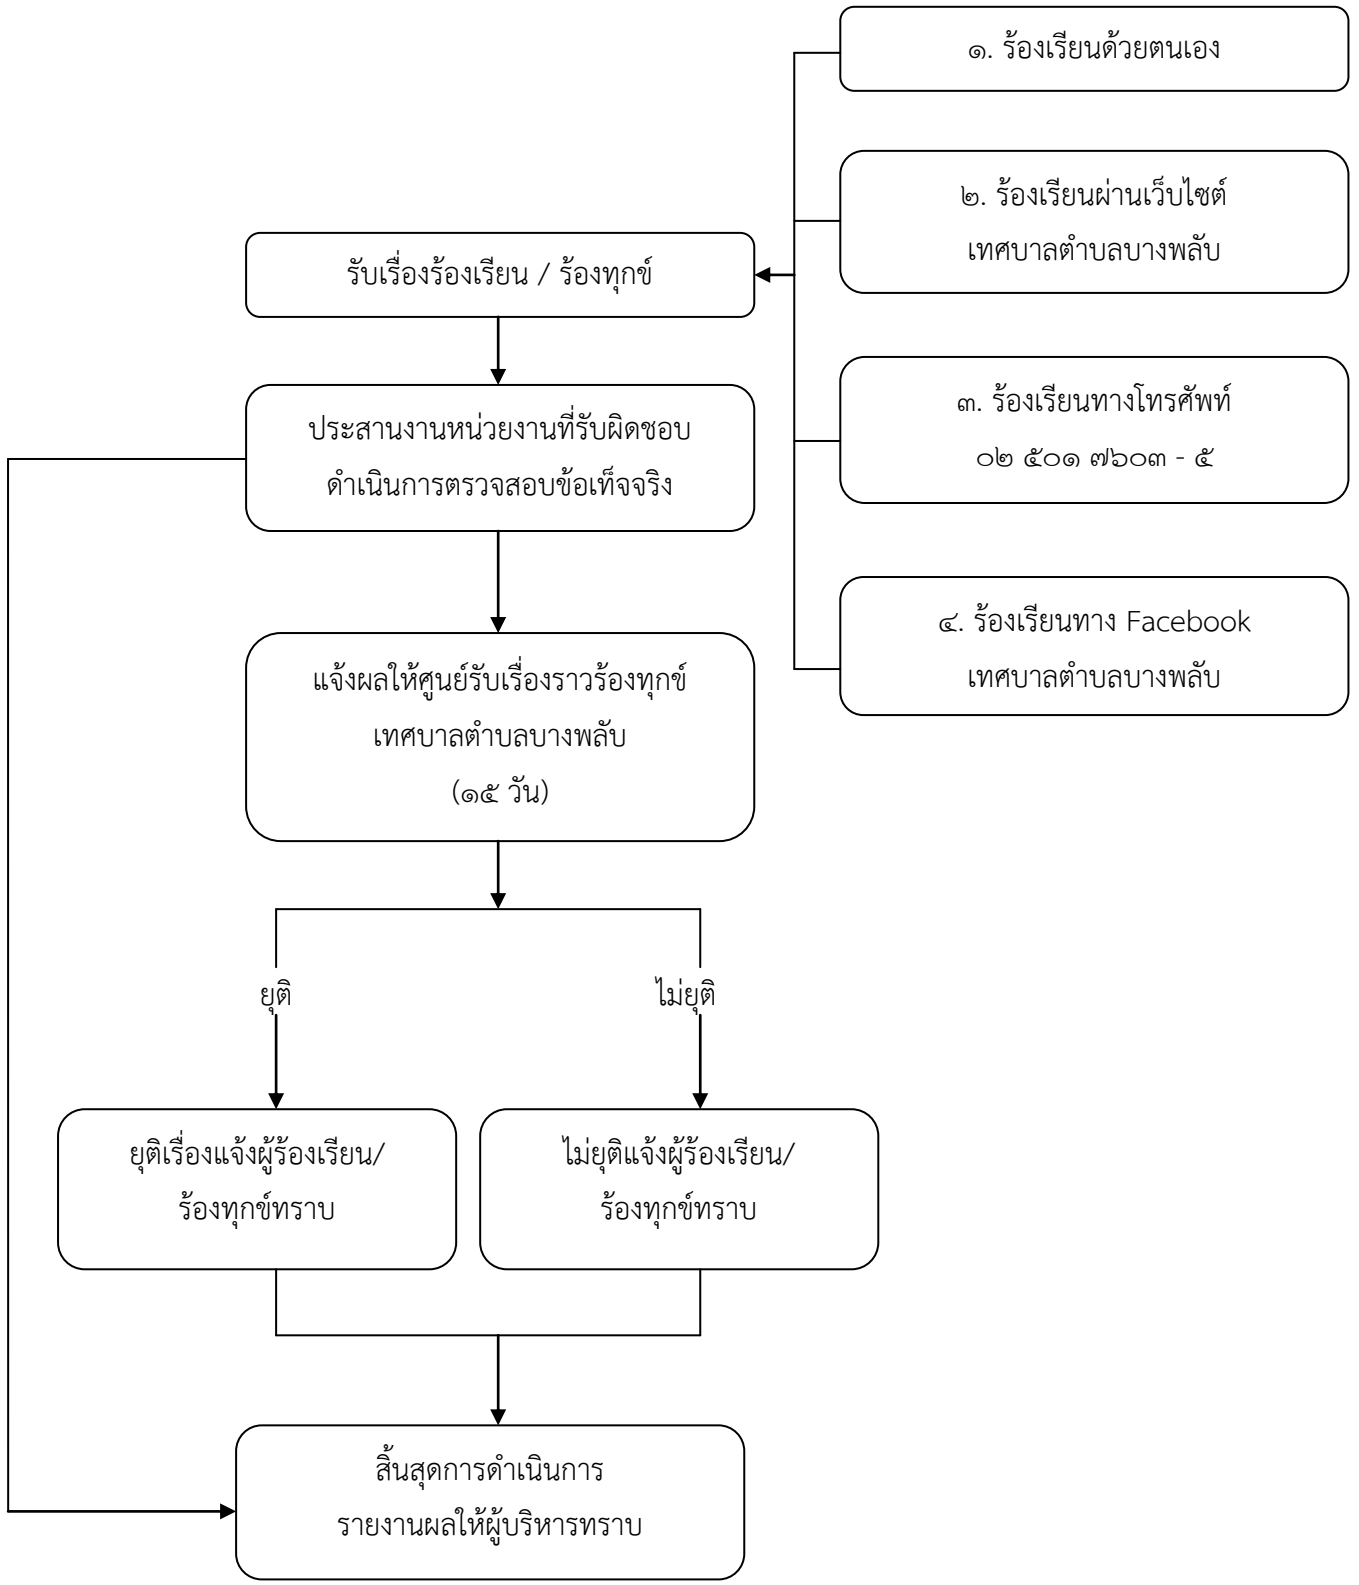 ๑. ร้องเรียนด้วยตนเอง
๒. ร้องเรียนผ่านเว็บไซต์
เทศบาลตำบลบางพลับ
รับเรื่องร้องเรียน / ร้องทุกข์
๓. ร้องเรียนทางโทรศัพท์
๐๒ ๕๐๑ ๗๖๐๓ - ๕
ประสานงานหน่วยงานที่รับผิดชอบ
ดำเนินการตรวจสอบข้อเท็จจริง
๔. ร้องเรียนทาง Facebook
เทศบาลตำบลบางพลับ
แจ้งผลให้ศูนย์รับเรื่องราวร้องทุกข์
เทศบาลตำบลบางพลับ
(๑๕ วัน)
ยุติ
ไม่ยุติ
ยุติเรื่องแจ้งผู้ร้องเรียน/
ร้องทุกข์ทราบ
ไม่ยุติแจ้งผู้ร้องเรียน/
ร้องทุกข์ทราบ
สิ้นสุดการดำเนินการ
รายงานผลให้ผู้บริหารทราบ